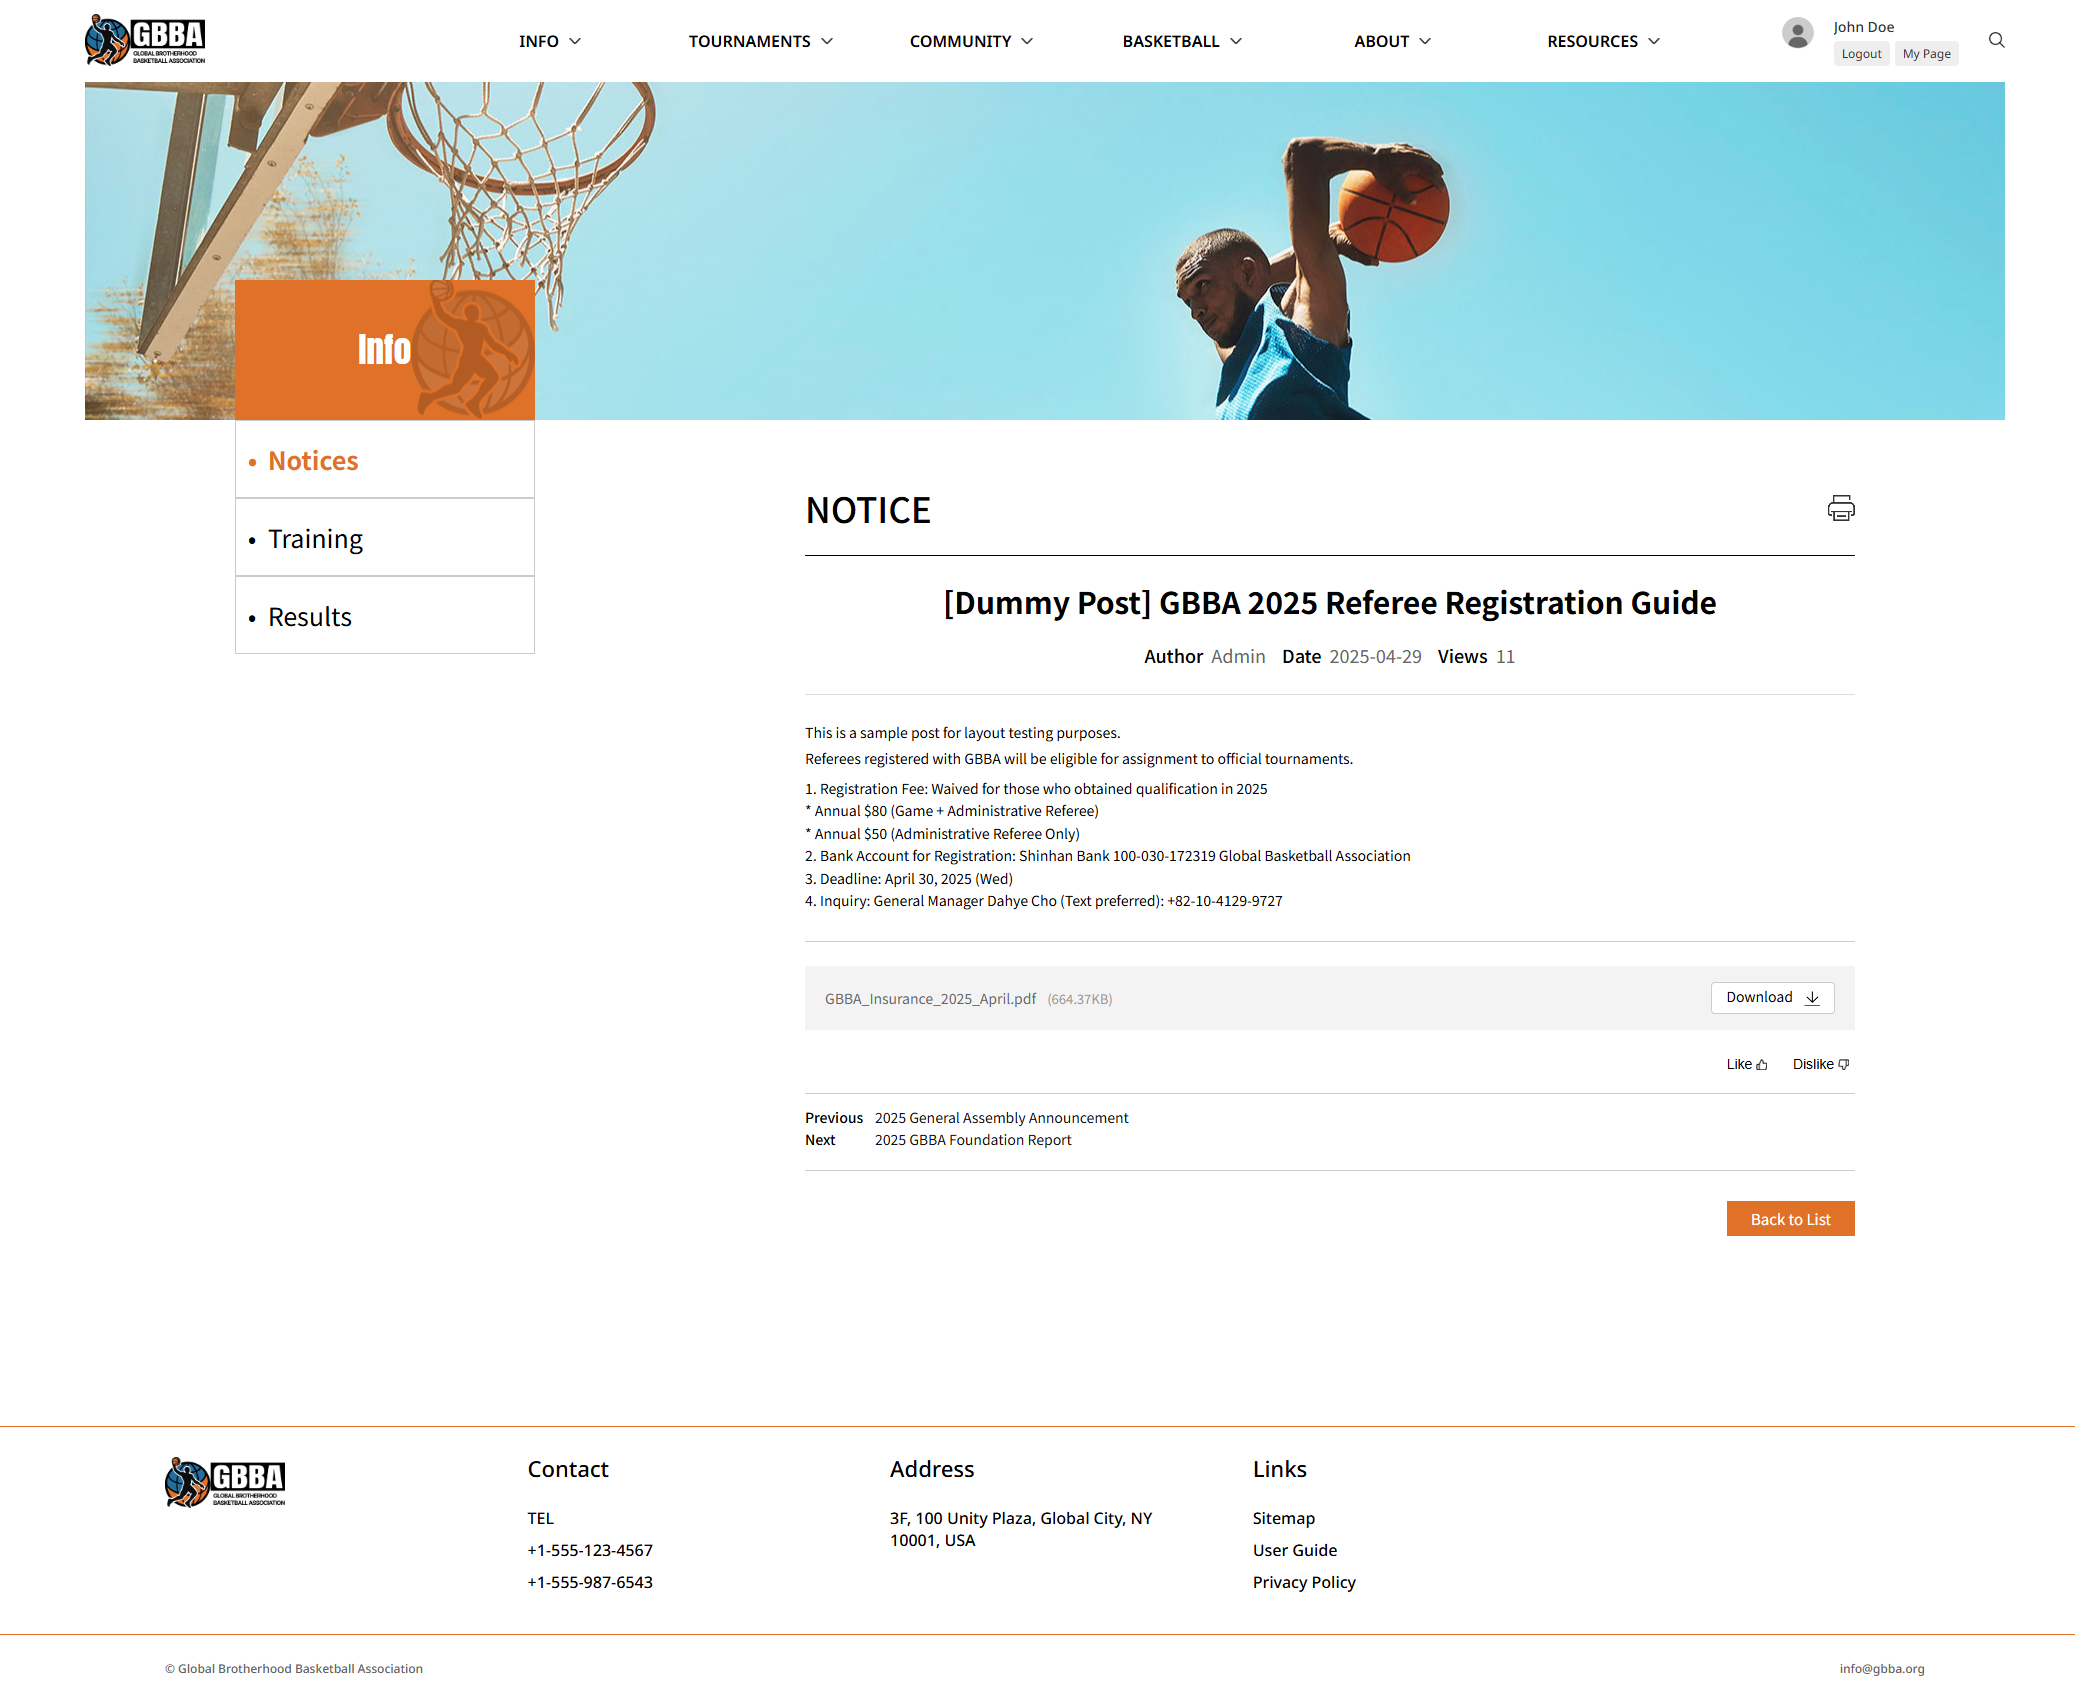 GBBA
GLOBAL BROTHERHOOD
BASKETBALL ASSOCIATION
INFO
TOURNAMENTS
COMMUNITY
BASKETBALL
ABOUT
RESOURCES
John Doe
Logout
My Page
Info
• Notices
• Training
• Results
NOTICE
[Dummy Post] GBBA 2025 Referee Registration Guide
Author Admin Date 2025-04-29 Views 11
This is a sample post for layout testing purposes.
Referees registered with GBBA will be eligible for assignment to official tournaments.
1. Registration Fee: Waived for those who obtained qualification in 2025
* Annual $80 (Game + Administrative Referee)
* Annual $50 (Administrative Referee Only)
2. Bank Account for Registration: Shinhan Bank 100-030-172319 Global Basketball Association
3. Deadline: April 30, 2025 (Wed)
4. Inquiry: General Manager Dahye Cho (Text preferred): +82-10-4129-9727
GBBA_Insurance_2025_April.pdf (664.37KB)
Download
Like
Dislike
Previous 2025 General Assembly Announcement
Next 2025 GBBA Foundation Report
Back to List
GBBA
GLOBAL BROTHERHOOD
BASKETBALL ASSOCIATION
Contact
TEL
+1-555-123-4567
+1-555-987-6543
Address
3F, 100 Unity Plaza, Global City, NY
10001, USA
Links
Sitemap
User Guide
Privacy Policy
© Global Brotherhood Basketball Association
info@gbba.org